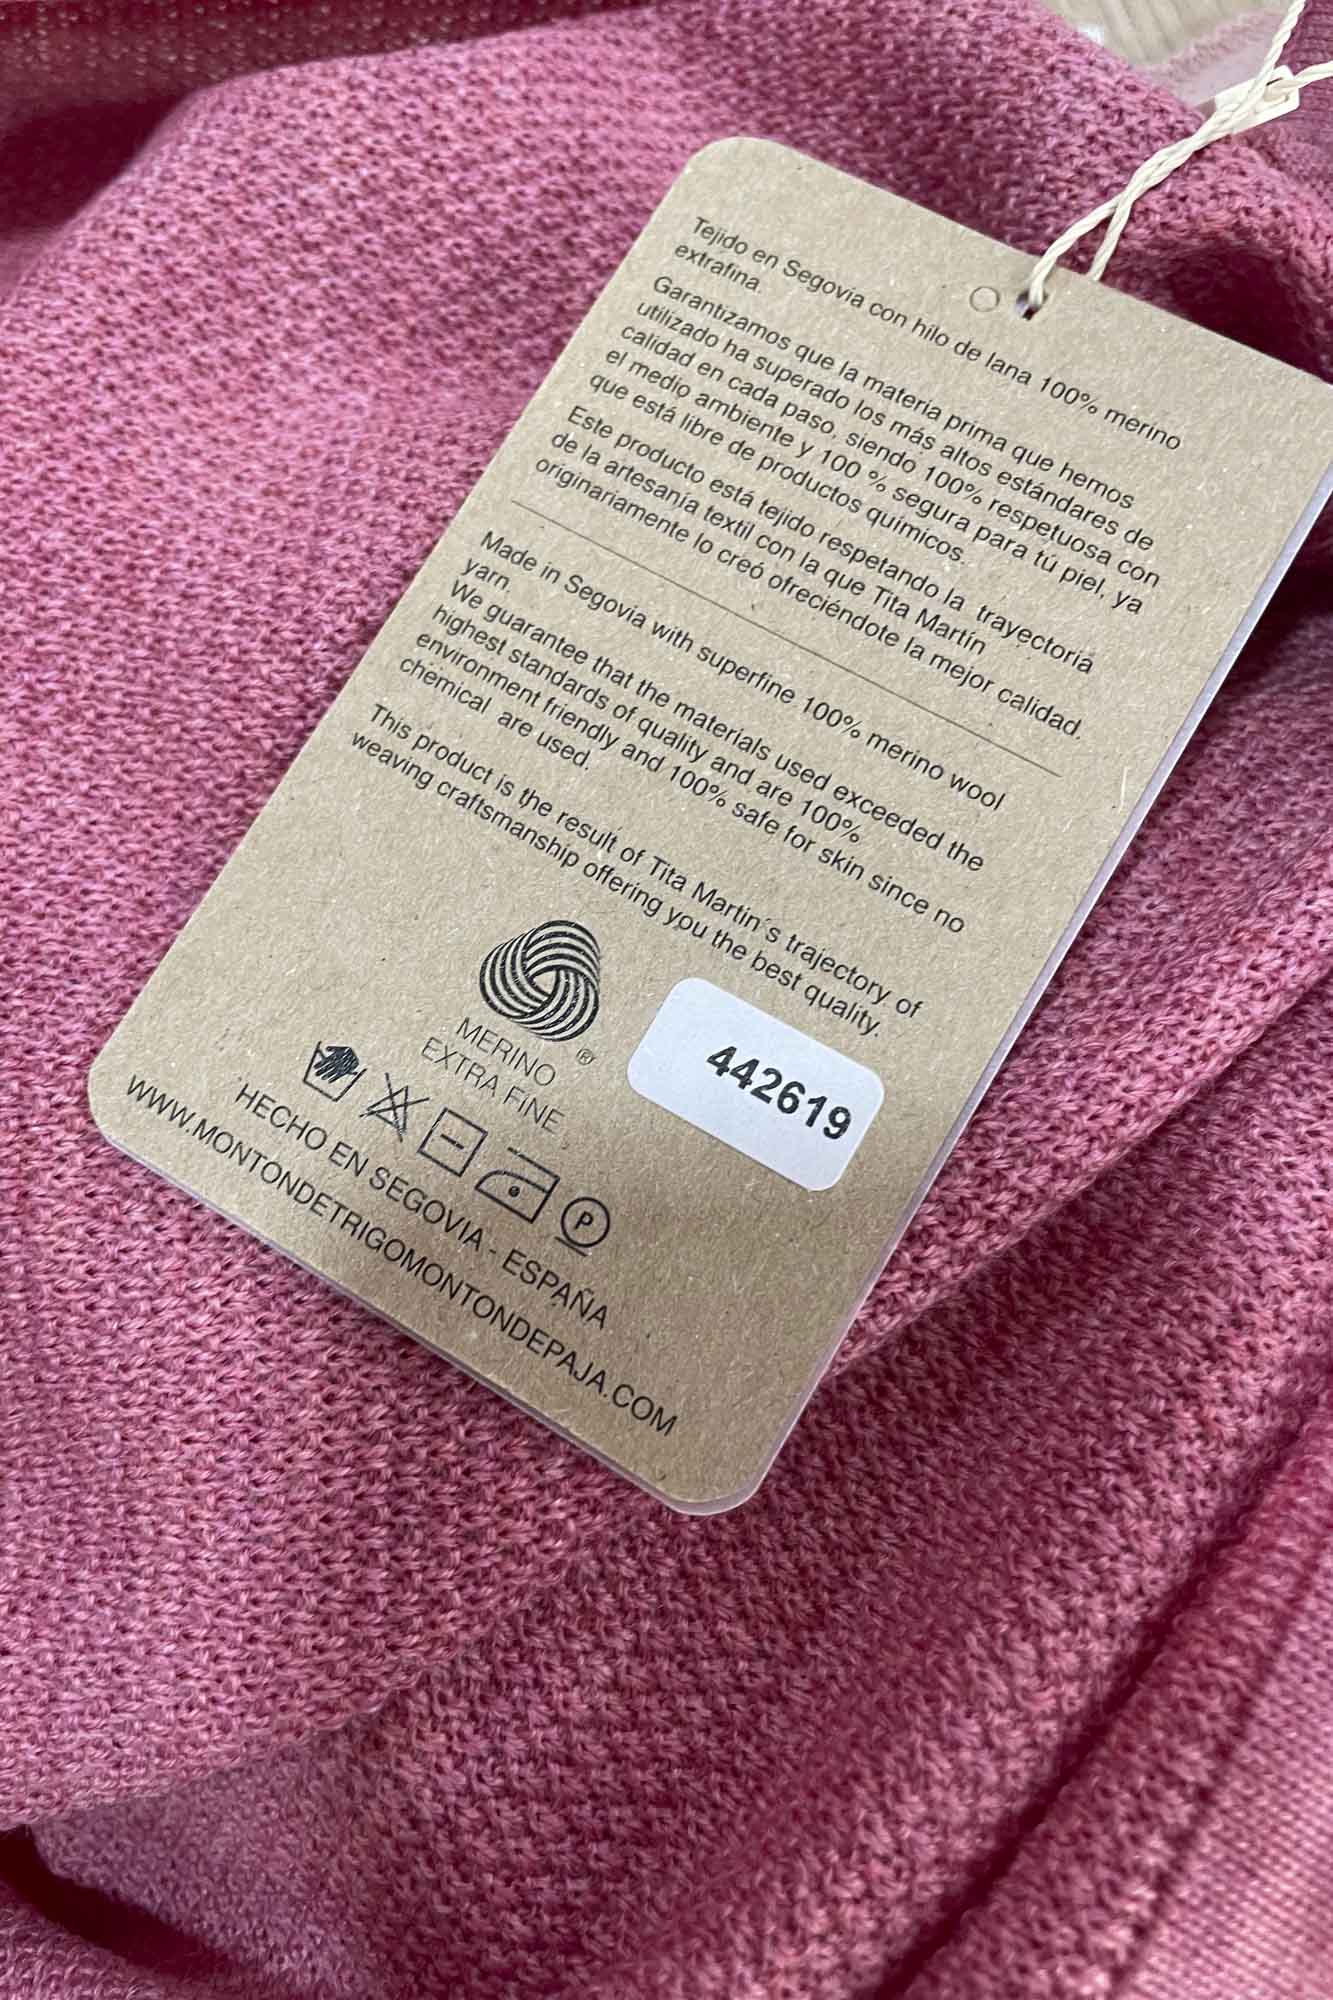 Tejido en Segovia con hilo de lana 100% merino
extrafina.
Garantizamos que la materia prima que hemos
utilizado ha superado los más altos estándares de
calidad en cada paso, siendo 100% respetuosa con
el medio ambiente y 100 % segura para tú piel, ya
que está libre de productos químicos.
Este producto está tejido respetando la trayectoria
de la artesanía textil con la que Tita Martín
originariamente lo creó ofreciéndote la mejor calidad.
Made in Segovia with superfine 100% merino wool
yarn.
We guarantee that the materials used exceeded the
highest standards of quality and are 100%
environment friendly and 100% safe for skin since no
chemical are used.
This product is the result of Tita Martin´s trajectory of
weaving craftsmanship offering you the best quality.
®
MERINO
EXTRA FINE
442619
P
HECHO EN SEGOVIA - ESPAÑA
WWW.MONTONDETRIGOMONTONDEPAJA.COM